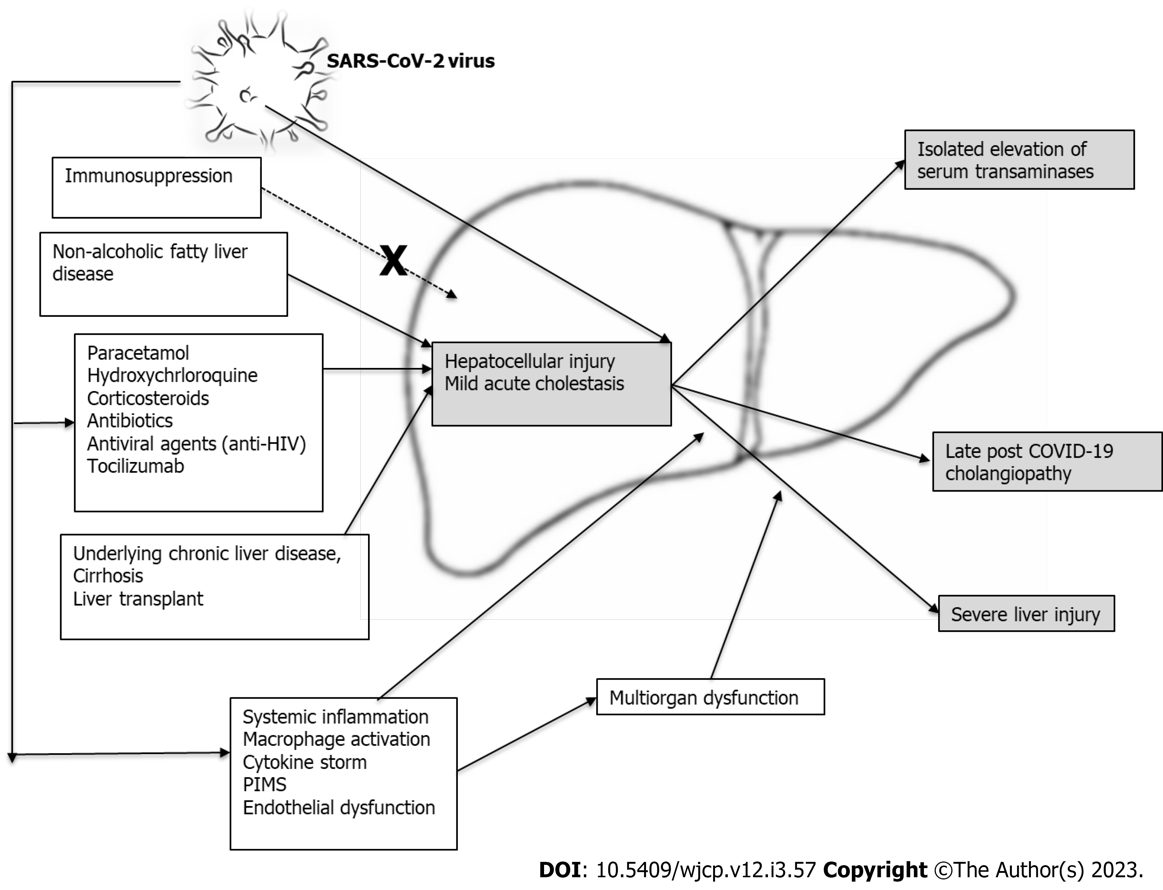 SARS-CoV-2 virus
Immunosuppression
X
Non-alcoholic fatty liver
disease
Paracetamol
Hydroxychrloroquine
Corticosteroids
Antibiotics
Antiviral agents (anti-HIV)
Tocilizumab
Underlying chronic liver disease,
Cirrhosis
Liver transplant
Systemic inflammation
Macrophage activation
Cytokine storm
PIMS
Endothelial dysfunction
Hepatocellular injury
Mild acute cholestasis
Multiorgan dysfunction
Isolated elevation of
serum transaminases
Late post COVID-19
cholangiopathy
Severe liver injury
DOI: 10.5409/wjcp.v12.i3.57 Copyright ©The Author(s) 2023.